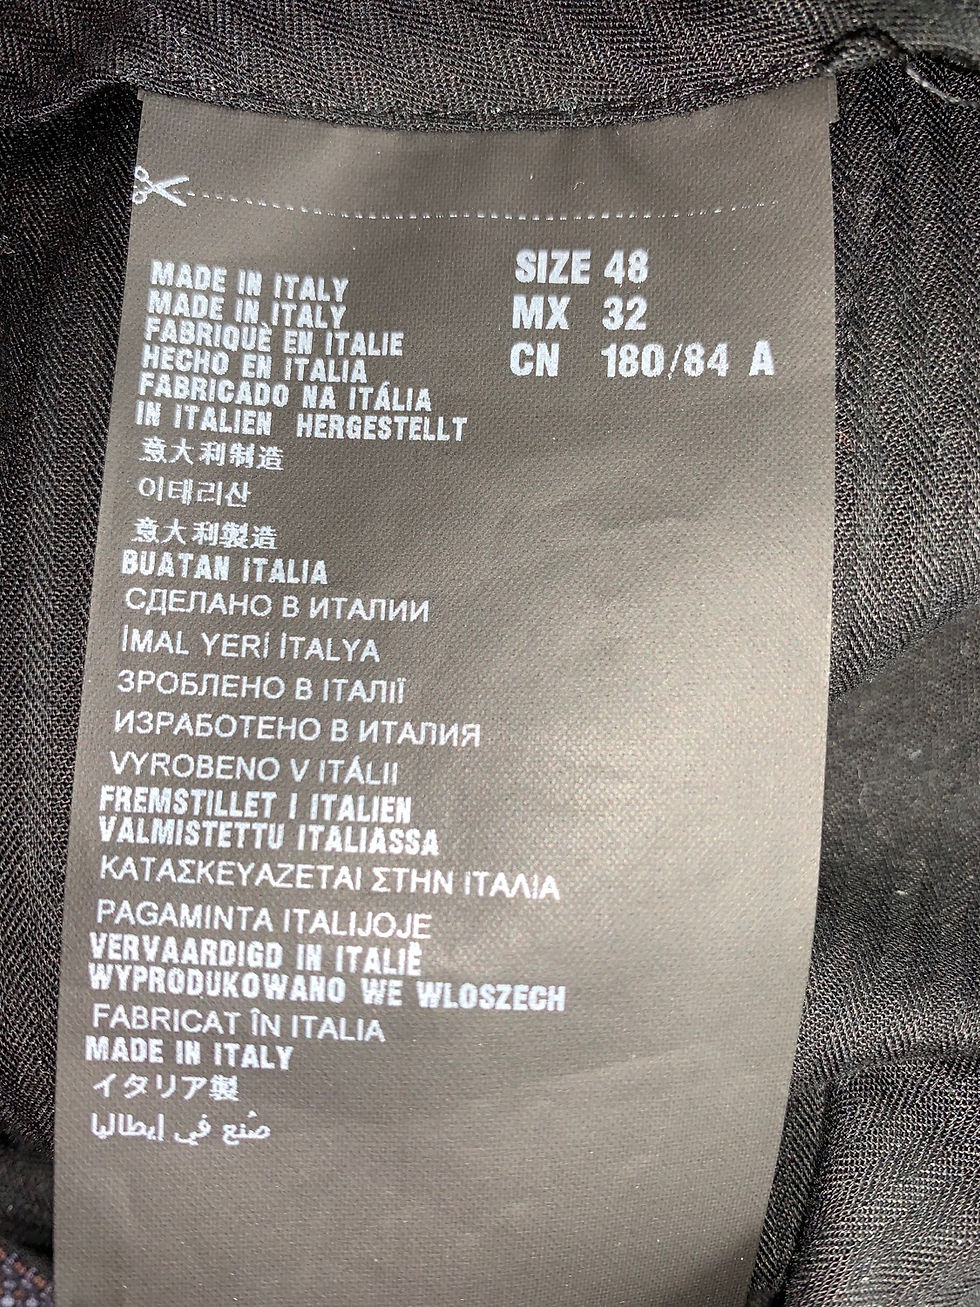 MADE IN ITALY
MADE IN ITALY
FABRIQUÈ EN ITALIE
HECHO EN ITALIA
FABRICADO NA ITÁLIA
IN ITALIEN HERGESTELLT
意大利制造
이태리산
意大利製造
BUATAN ITALIA
СДЕЛАНО В ИТАЛИИ
İMAL YERİ İTALYA
ЗРОБЛЕНО В ІТАЛІЇ
ИЗРАБОТЕНО В ИТАЛИЯ
VYROBENO V ITÁLII
FREMSTILLET I ITALIEN
VALMISTETTU ITALIASSA
ΚΑΤΑΣΚΕΥΑΖΕΤΑΙ ΣΤΗΝ ΙΤΑΛΙΑ
PAGAMINTA ITALIJOJE
VERVAARDIGD IN ITALIË
WYPRODUKOWANO WE WLOSZECH
FABRICAT ÎN ITALIA
MADE IN ITALY
イタリア製
صُنع في إيطاليا
SIZE 48
MX 32
CN 180/84 A